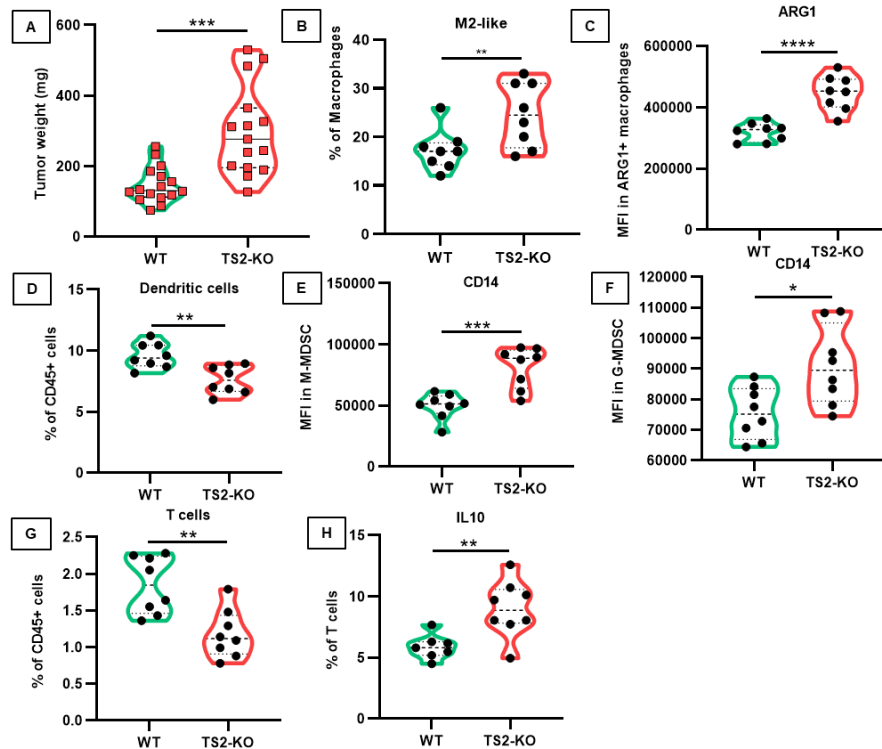 A
***
Tumor weight (mg)
600
400
200
0
WT
TS2-KO
B
M2-like
**
% of Macrophages
40
30
20
10
0
WT
TS2-KO
C
ARG1
****
MFI in ARG1+ macrophages
600000
400000
200000
0
WT
TS2-KO
D
Dendritic cells
**
% of CD45+ cells
15
10
5
0
WT
TS2-KO
E
CD14
***
MFI in M-MDSC
150000
100000
50000
0
WT
TS2-KO
F
CD14
*
MFI in G-MDSC
120000
110000
100000
90000
80000
70000
60000
WT
TS2-KO
G
T cells
**
% of CD45+ cells
2.5
2.0
1.5
1.0
0.5
0.0
WT
TS2-KO
H
IL10
**
% of T cells
15
10
5
0
WT
TS2-KO